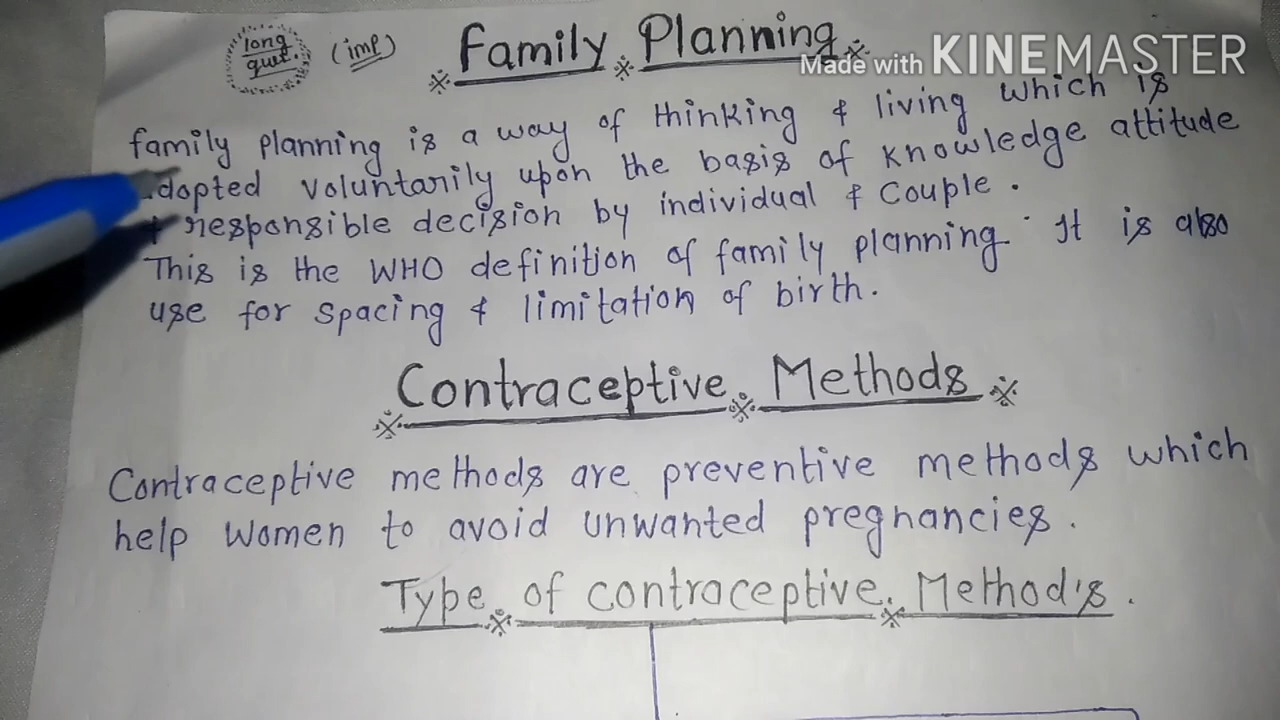 long
quet.
(imp)
Family Planning
Made with KINEMASTER
family planning is a way of thinking & living which is
adopted voluntarily upon the basis of knowledge attitude
& responsible decision by individual & couple.
This is the WHO definition of family planning. It is also
use for spacing & limitation of birth.
Contraceptive Methods
Contraceptive methods are preventive methods which
help women to avoid unwanted pregnancies.
Type of contraceptive Method's.